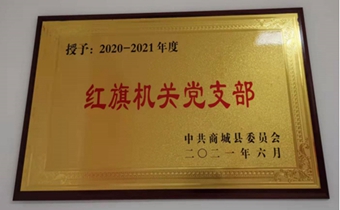 授予：2020-2021年度
红旗机关党支部
中共商城县委员会
二〇二一年六月